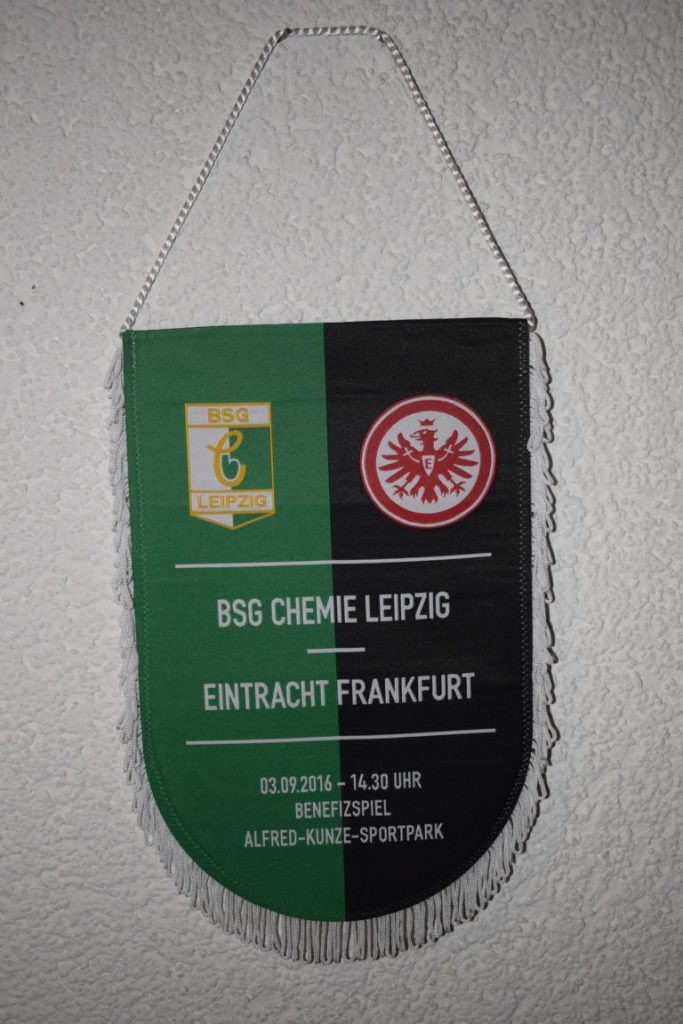 BSG
C
LEIPZIG
E
BSG CHEMIE LEIPZIG
EINTRACHT FRANKFURT
03.09.2016 – 14.30 UHR
BENEFIZSPIEL
ALFRED-KUNZE-SPORTPARK